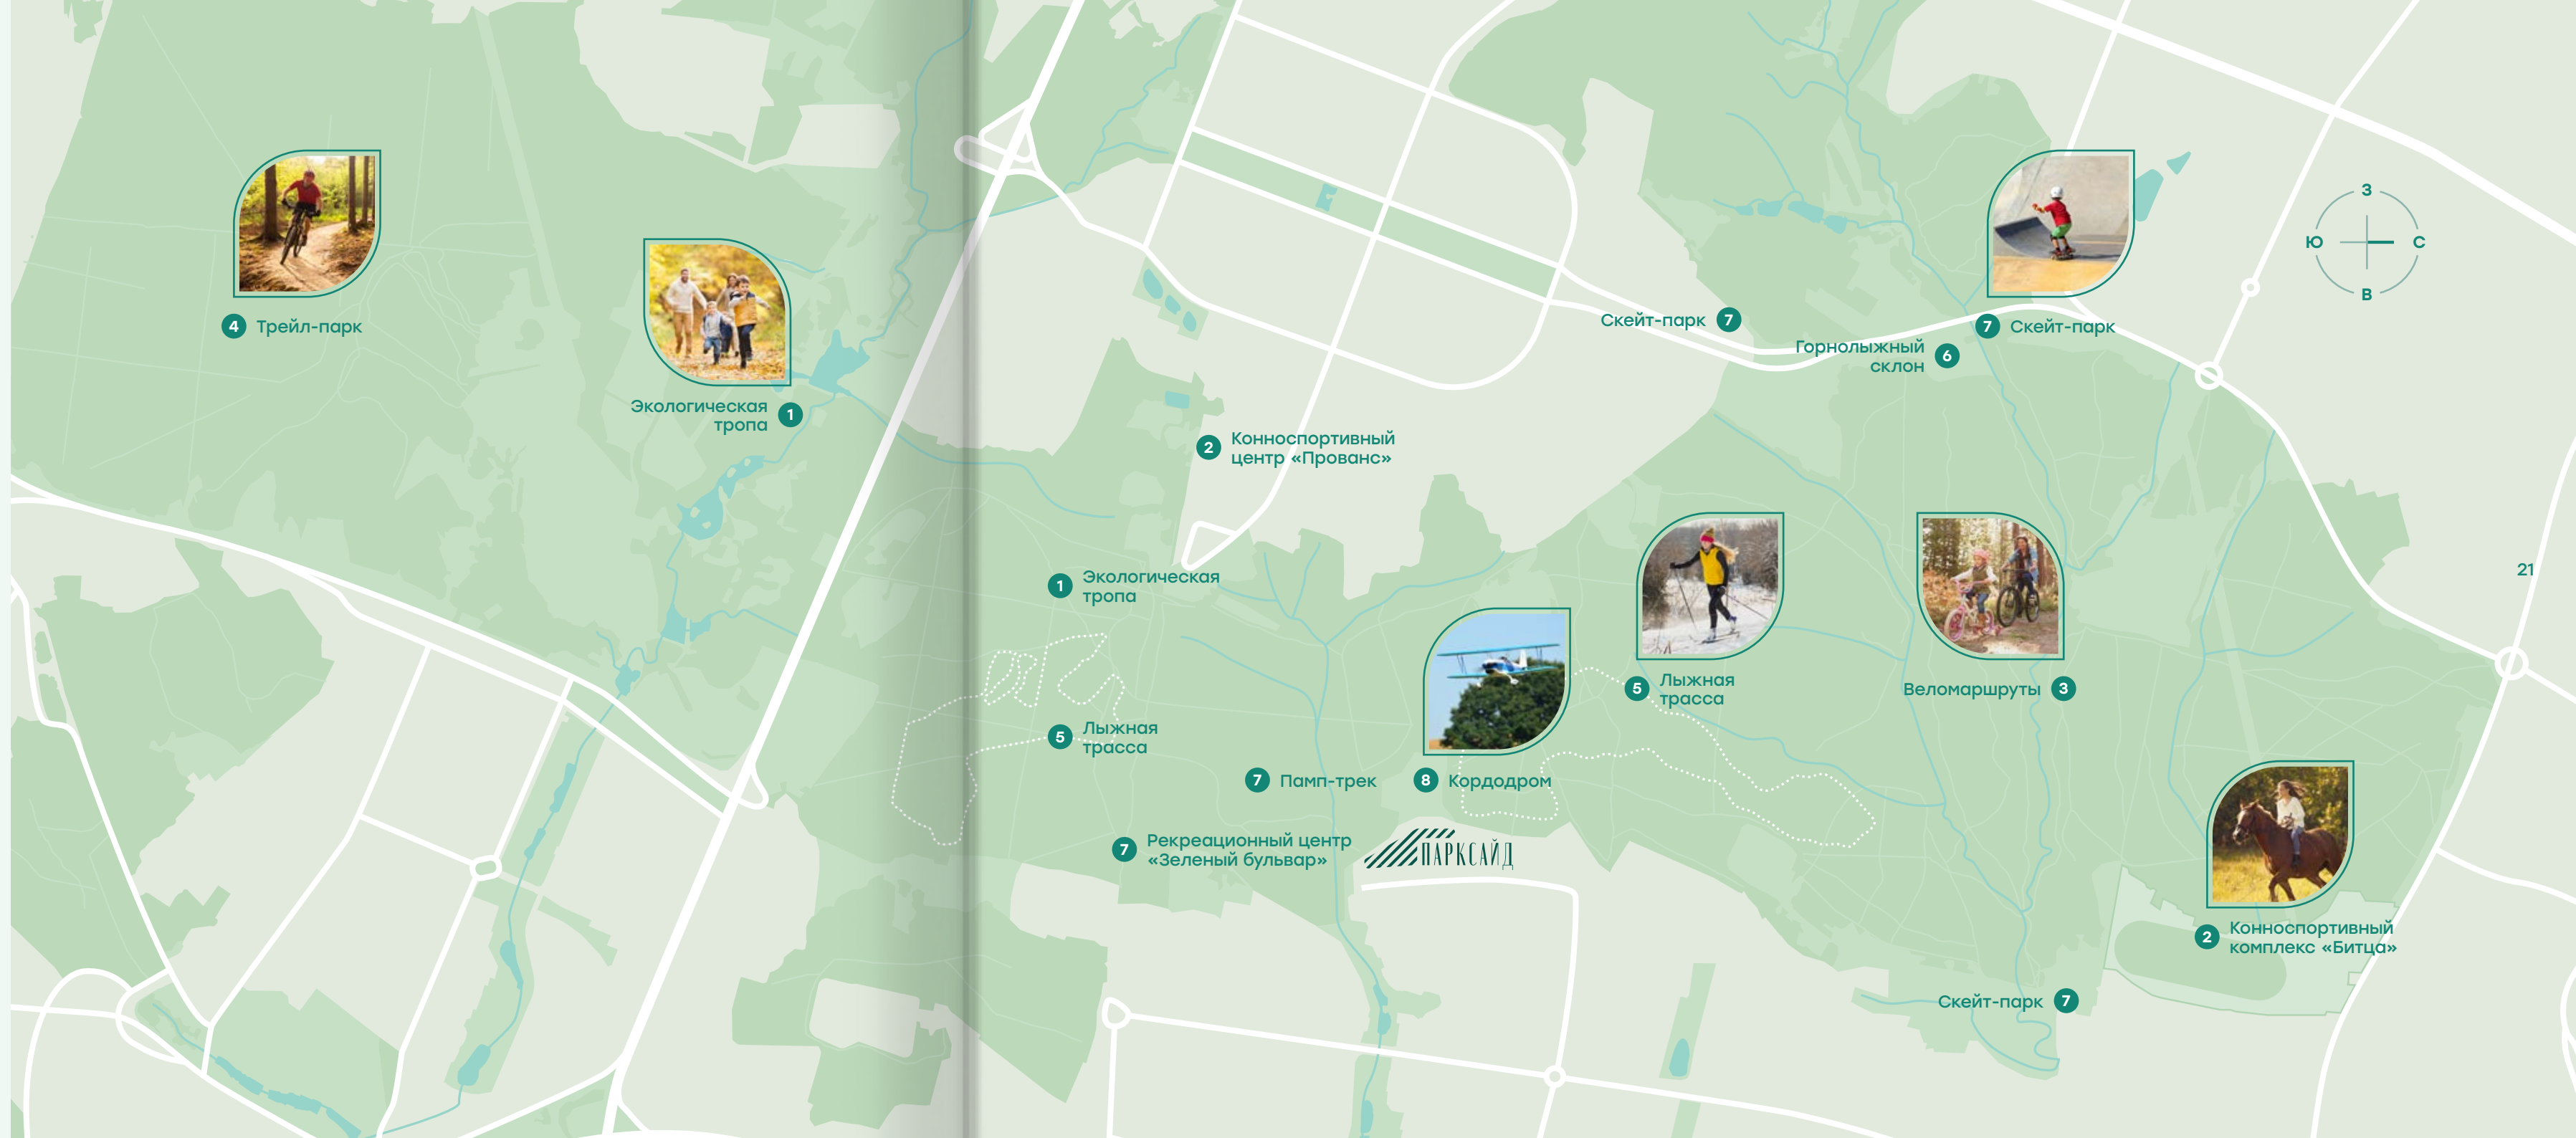 4 Трейл-парк
Экологическая
тропа 1
2 Конноспортивный
центр «Прованс»
Скейт-парк 7
Горнолыжный
склон 6
7 Скейт-парк
З
Ю С
В
21
1 Экологическая
тропа
5 Лыжная
трасса
5 Лыжная
трасса
Веломаршруты 3
7 Памп-трек
8 Кордодром
7 Рекреационный центр
«Зеленый бульвар»
ПАРКСАЙД
2 Конноспортивный
комплекс «Битца»
Скейт-парк 7